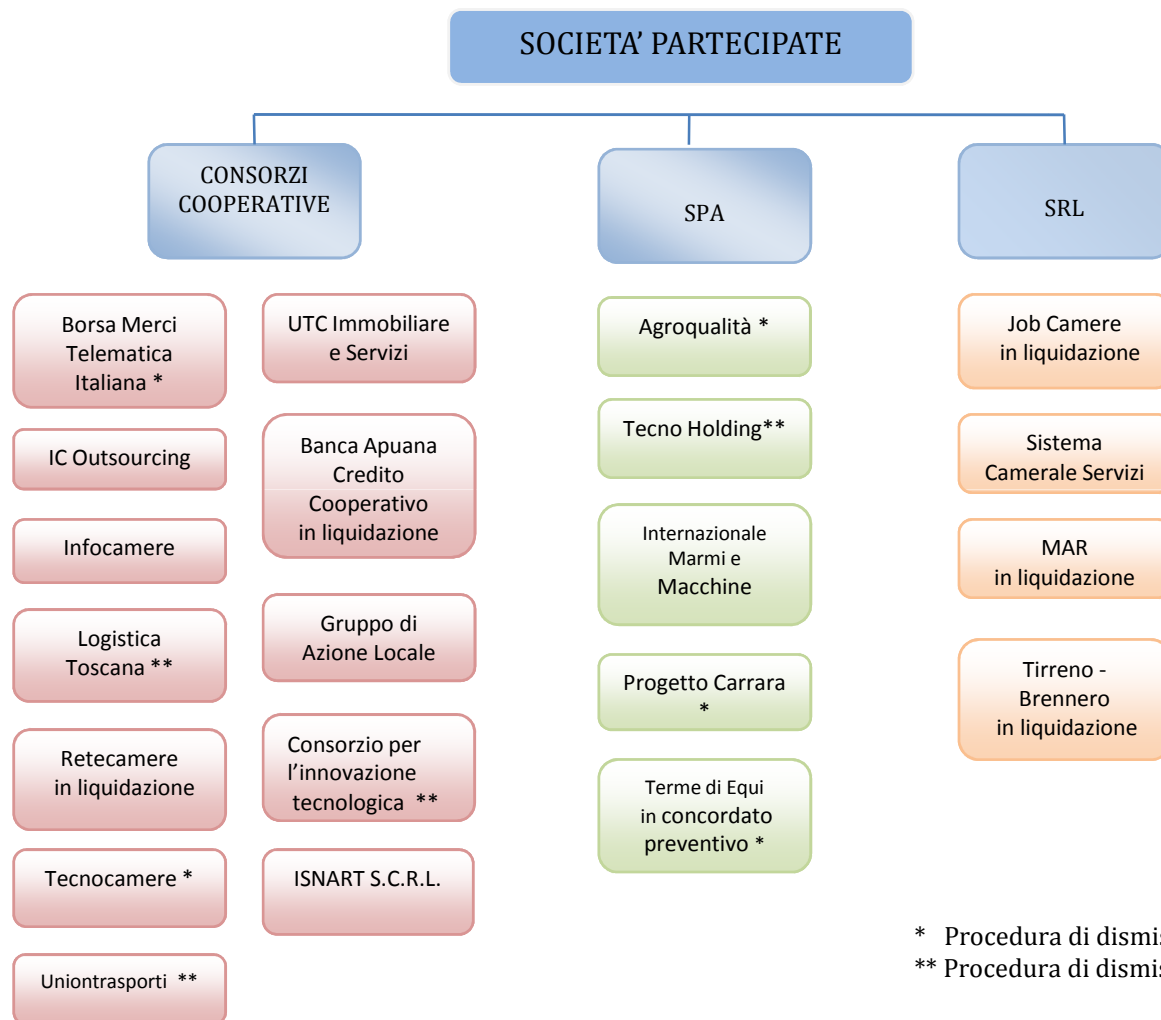 SOCIETA’ PARTECIPATE
CONSORZI
COOPERATIVE
SPA
SRL
Borsa Merci
Telematica
Italiana *
IC Outsourcing
Infocamere
Logistica
Toscana **
Retecamere
in liquidazione
Tecnocamere *
Uniontrasporti **
UTC Immobiliare
e Servizi
Banca Apuana
Credito
Cooperativo
in liquidazione
Gruppo di
Azione Locale
Consorzio per
l’innovazione
tecnologica **
ISNART S.C.R.L.
Agroqualità *
Tecno Holding**
Internazionale
Marmi e
Macchine
Progetto Carrara
*
Terme di Equi
in concordato
preventivo *
Job Camere
in liquidazione
Sistema
Camerale Servizi
MAR
in liquidazione
Tirreno -
Brennero
in liquidazione
* Procedura di
** Procedura di